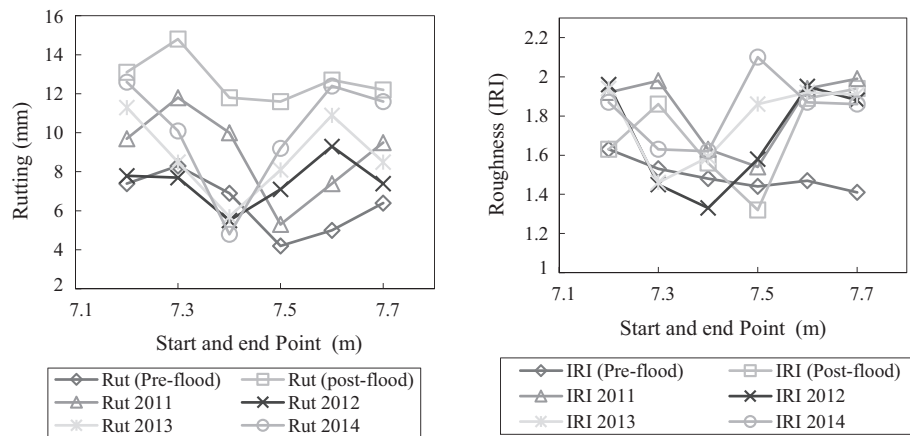 16
14
12
10
8
6
4
2
Rutting (mm)
7.1 7.3 7.5 7.7
Start and end Point (m)
Rut (Pre-flood) Rut (post-flood)
Rut 2011 Rut 2012
Rut 2013 Rut 2014
2.2
2
1.8
1.6
1.4
1.2
1
Roughness (IRI)
7.1 7.3 7.5 7.7
Start and end Point (m)
IRI (Pre-flood) IRI (Post-flood)
IRI 2011 IRI 2012
IRI 2013 IRI 2014